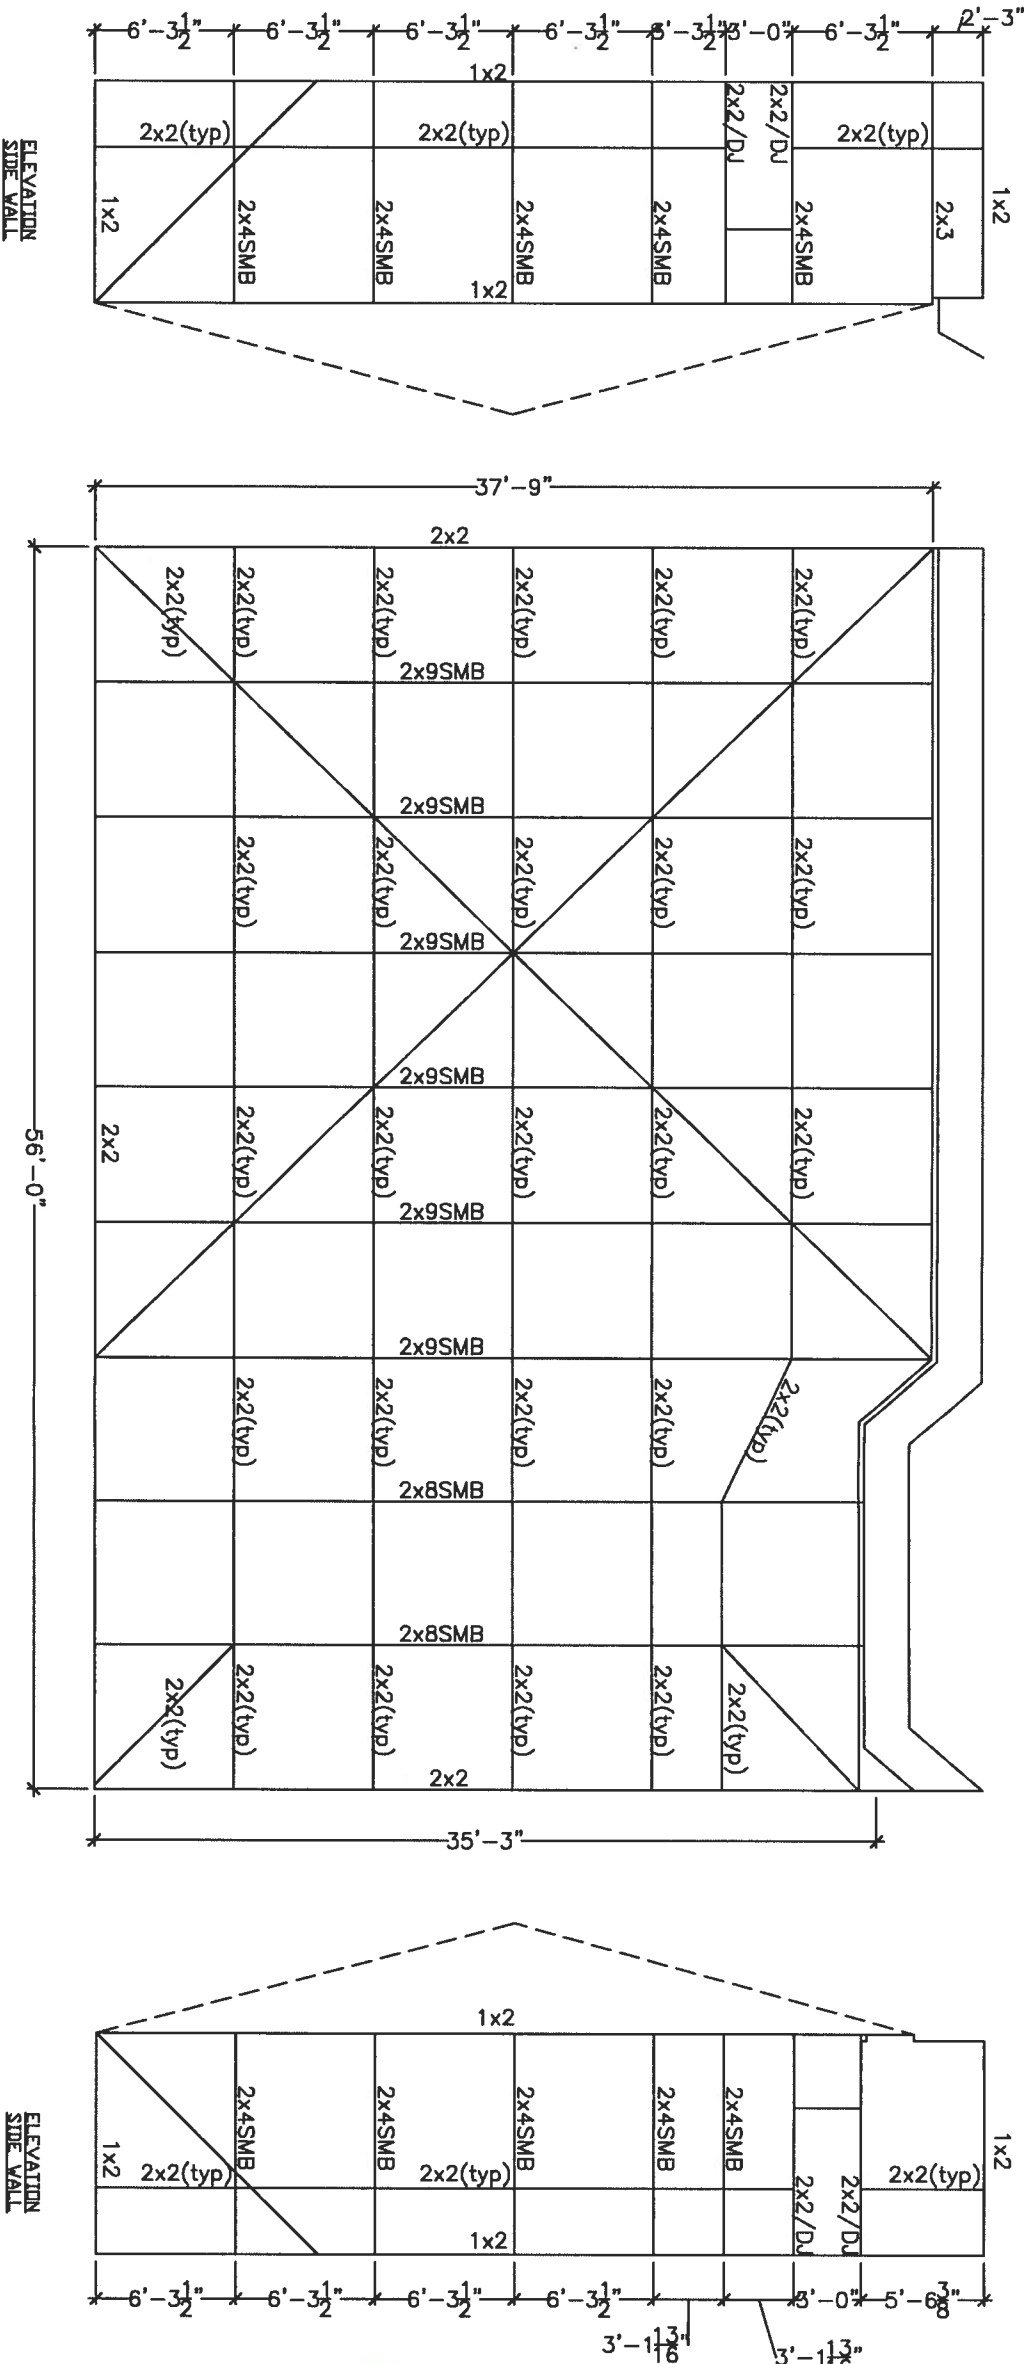 6'-3½" 6'-3½" 6'-3½" 6'-3½" 3'-3½" 3'-0" 6'-3½" 2'-3"
1x2
2x2(typ) 2x2(typ) 2x2/DJ 2x2/DJ 2x2(typ)
ELEVATION
SIDE WALL
1x2 2x4SMB 2x4SMB 2x4SMB 2x4SMB 2x4SMB 2x3 1x2
1x2
37'-9"
2x2
2x2(typ) 2x2(typ) 2x2(typ) 2x2(typ) 2x2(typ) 2x2(typ)
2x9SMB
2x9SMB
2x2(typ) 2x2(typ) 2x2(typ) 2x2(typ) 2x2(typ)
2x9SMB
2x9SMB
56'-0"
2x2 2x2(typ) 2x2(typ) 2x2(typ) 2x2(typ) 2x2(typ)
2x9SMB
2x9SMB
2x2(typ) 2x2(typ) 2x2(typ) 2x2(typ) 2x2(typ)
2x8SMB
2x8SMB
2x2(typ) 2x2(typ) 2x2(typ) 2x2(typ) 2x2(typ) 2x2(typ)
2x2
35'-3"
1x2
ELEVATION
SIDE WALL
1x2 2x4SMB 2x4SMB 2x4SMB 2x4SMB 2x4SMB 1x2
2x2(typ) 2x2(typ) 2x2/DJ 2x2/DJ 2x2(typ)
1x2
6'-3½" 6'-3½" 6'-3½" 6'-3½" 3'-0" 5'-6⅜"
3'-1 13/16" 3'-1 13/16"